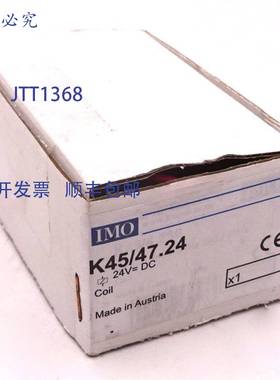 必究
JTT1368
开发票 顺丰包邮
IMO
K45/47.24
24V= DC
Coil
CE
x1
Made in Austria